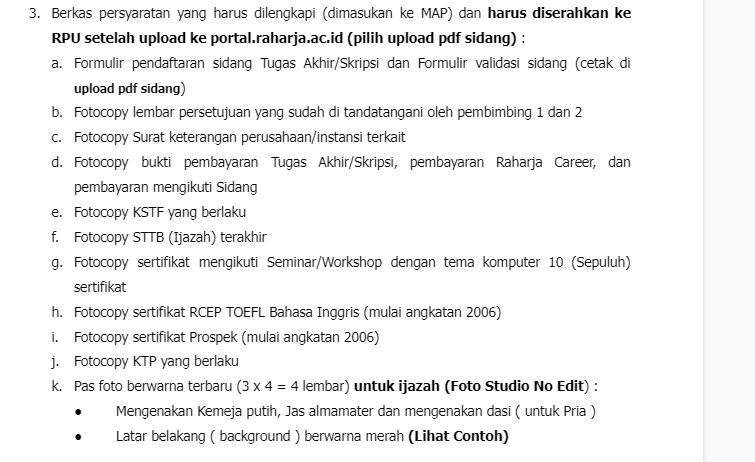 3. Berkas persyaratan yang harus dilengkapi (dimasukan ke MAP) dan harus diserahkan ke
RPU setelah upload ke portal.raharja.ac.id (pilih upload pdf sidang) :
a. Formulir pendaftaran sidang Tugas Akhir/Skripsi dan Formulir validasi sidang (cetak di
upload pdf sidang)
b. Fotocopy lembar persetujuan yang sudah di tandatangani oleh pembimbing 1 dan 2
c. Fotocopy Surat keterangan perusahaan/instansi terkait
d. Fotocopy bukti pembayaran Tugas Akhir/Skripsi, pembayaran Raharja Career, dan
pembayaran mengikuti Sidang
e. Fotocopy KSTF yang berlaku
f. Fotocopy STTB (Ijazah) terakhir
g. Fotocopy sertifikat mengikuti Seminar/Workshop dengan tema komputer 10 (Sepuluh)
sertifikat
h. Fotocopy sertifikat RCEP TOEFL Bahasa Inggris (mulai angkatan 2006)
i. Fotocopy sertifikat Prospek (mulai angkatan 2006)
j. Fotocopy KTP yang berlaku
k. Pas foto berwarna terbaru (3 x 4 = 4 lembar) untuk ijazah (Foto Studio No Edit) :
• Mengenakan Kemeja putih, Jas almamater dan mengenakan dasi ( untuk Pria )
• Latar belakang ( background ) berwarna merah (Lihat Contoh)